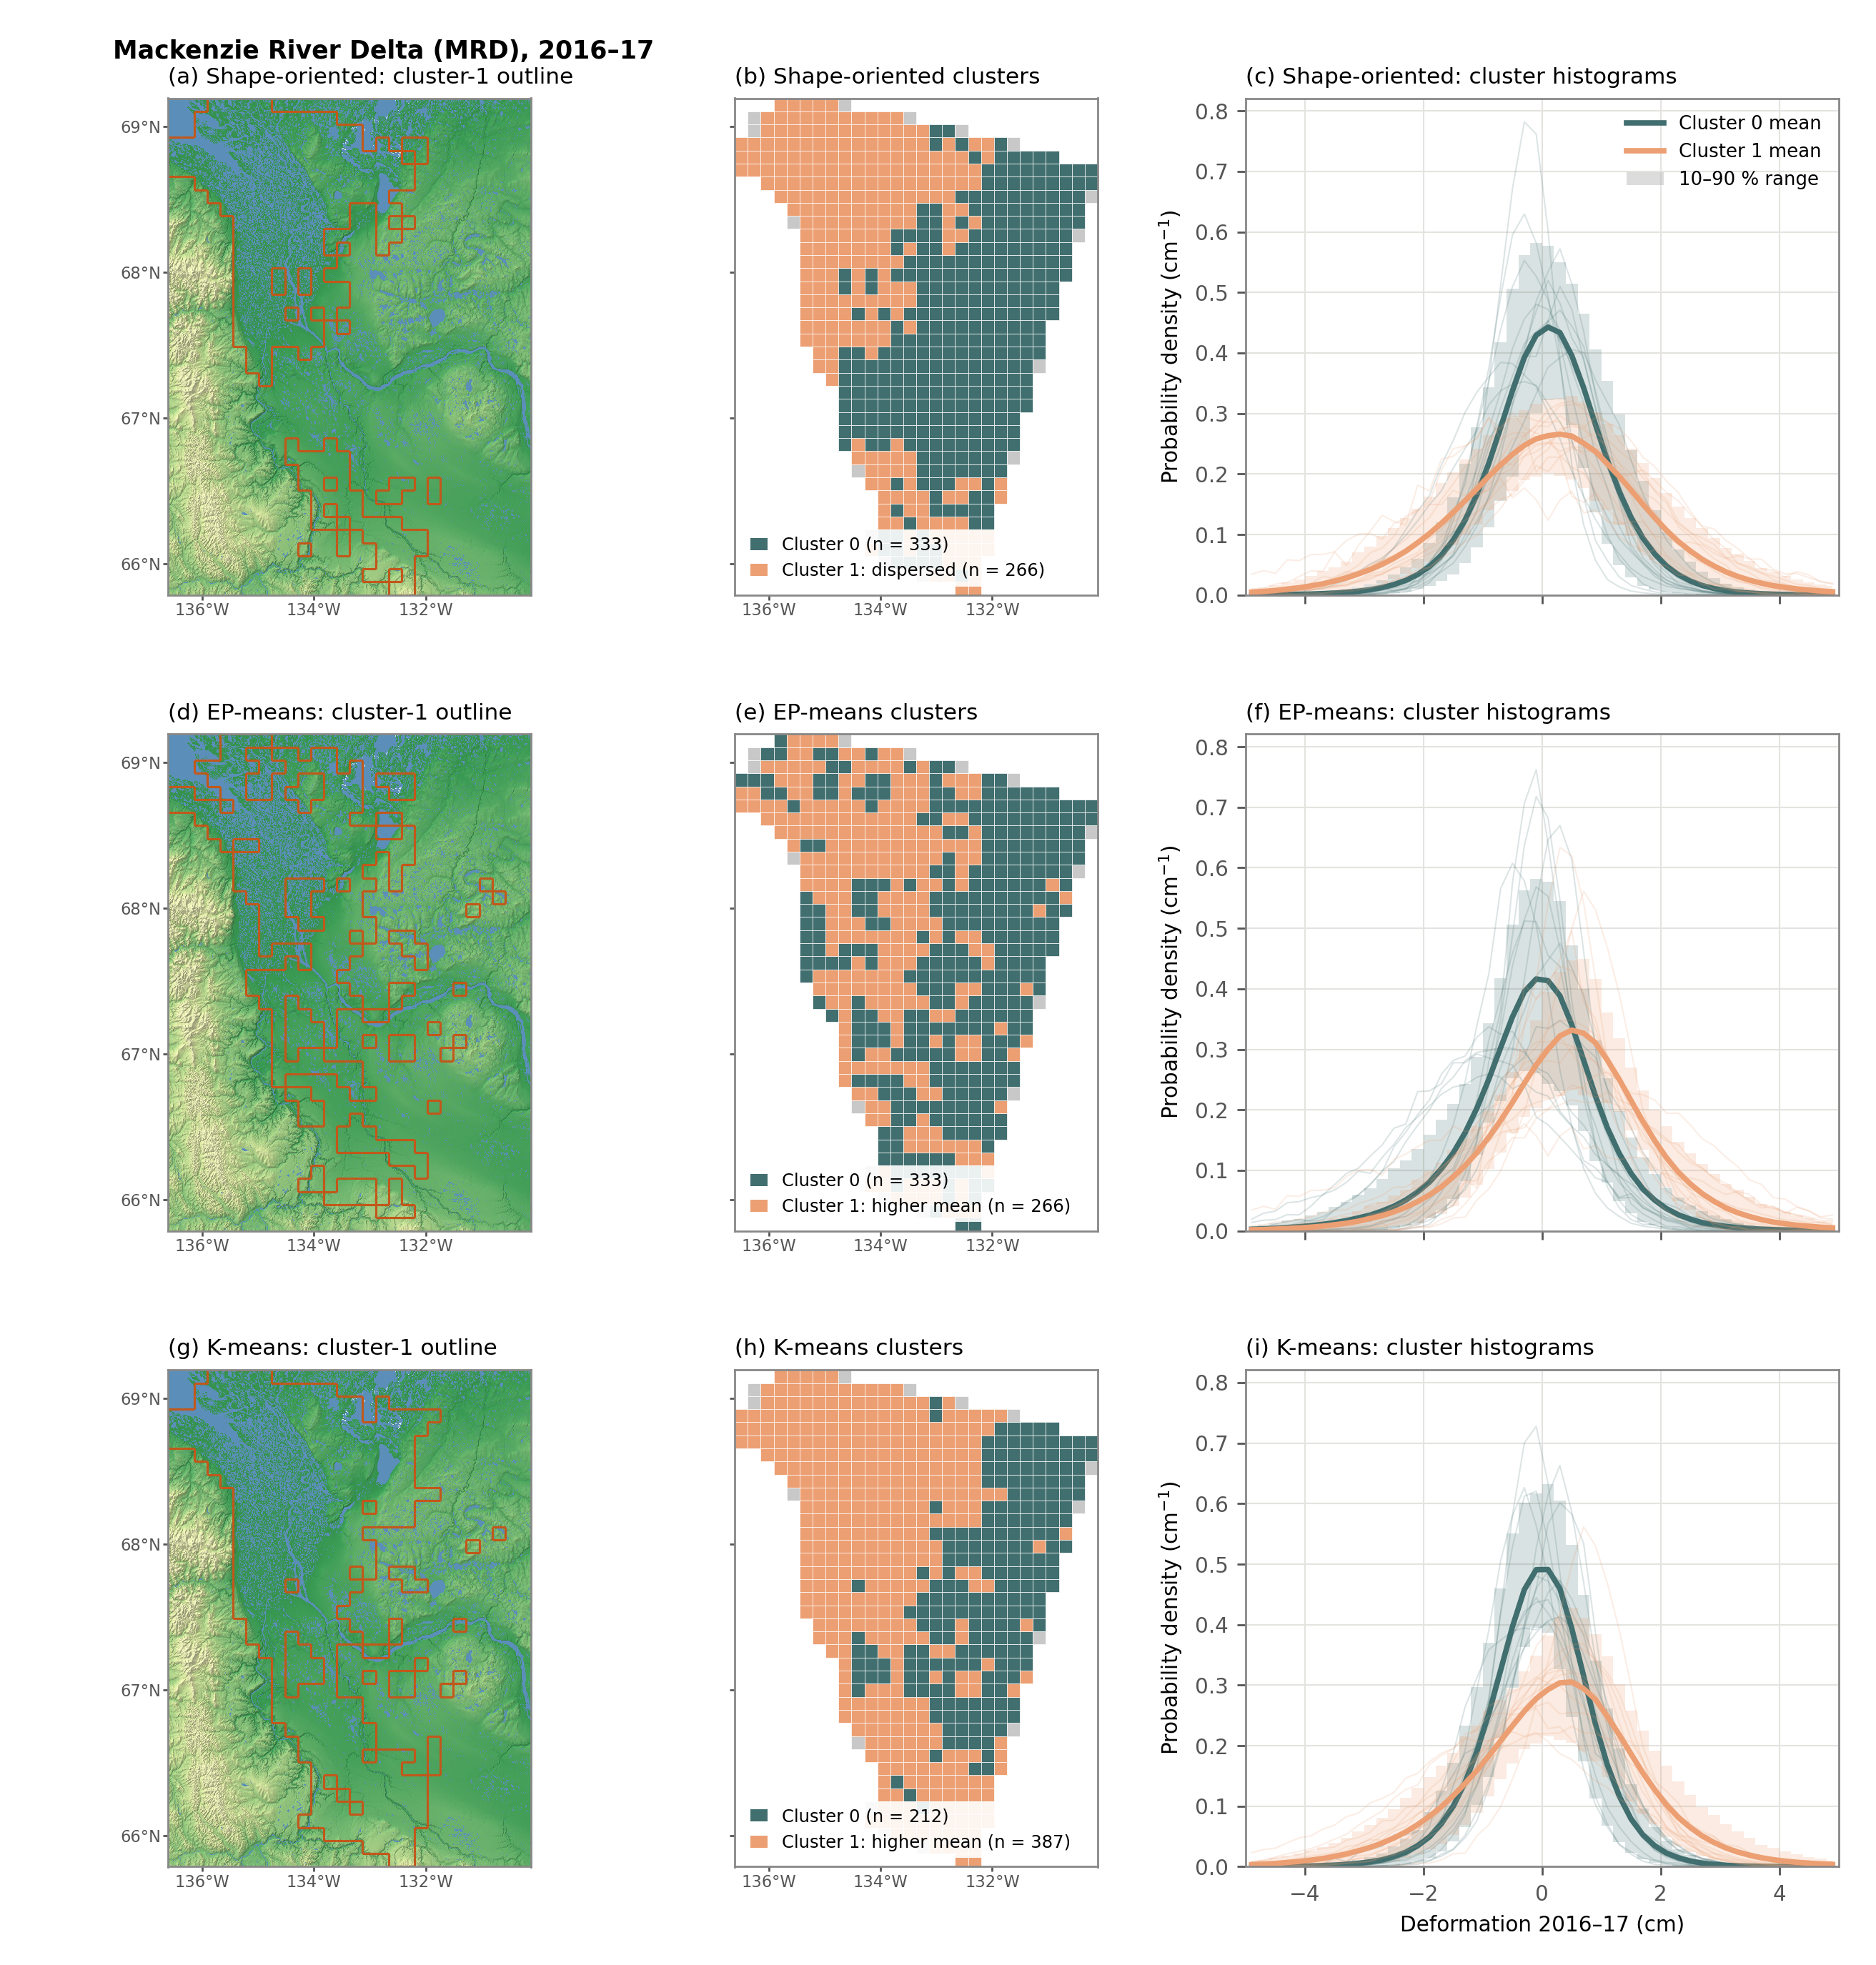 Mackenzie River Delta (MRD), 2016–17
(a) Shape-oriented: cluster-1 outline
69°N
68°N
67°N
66°N
136°W 134°W 132°W
(b) Shape-oriented clusters
Cluster 0 (n = 333)
Cluster 1: dispersed (n = 266)
136°W 134°W 132°W
(c) Shape-oriented: cluster histograms
Probability density (cm⁻¹)
0.8
0.7
0.6
0.5
0.4
0.3
0.2
0.1
0.0
Cluster 0 mean
Cluster 1 mean
10–90 % range
(d) EP-means: cluster-1 outline
69°N
68°N
67°N
66°N
136°W 134°W 132°W
(e) EP-means clusters
Cluster 0 (n = 333)
Cluster 1: higher mean (n = 266)
136°W 134°W 132°W
(f) EP-means: cluster histograms
Probability density (cm⁻¹)
0.8
0.7
0.6
0.5
0.4
0.3
0.2
0.1
0.0
(g) K-means: cluster-1 outline
69°N
68°N
67°N
66°N
136°W 134°W 132°W
(h) K-means clusters
Cluster 0 (n = 212)
Cluster 1: higher mean (n = 387)
136°W 134°W 132°W
(i) K-means: cluster histograms
Probability density (cm⁻¹)
0.8
0.7
0.6
0.5
0.4
0.3
0.2
0.1
0.0
−4 −2 0 2 4
Deformation 2016–17 (cm)